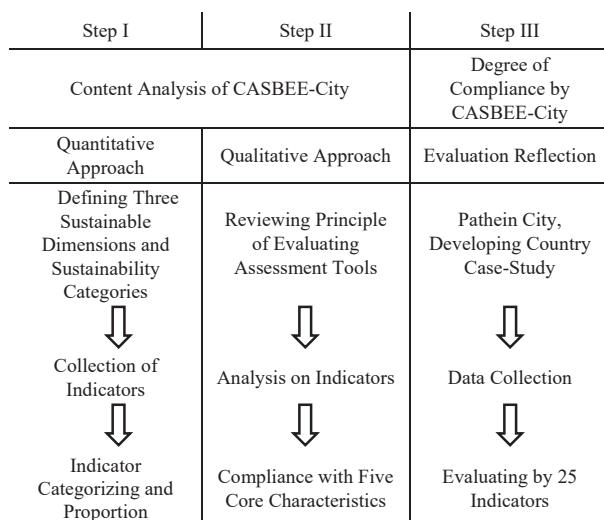 Step I
Step II
Step III
Content Analysis of CASBEE-City
Degree of
Compliance by
CASBEE-City
Quantitative
Approach
Qualitative Approach
Evaluation Reflection
Defining Three
Sustainable
Dimensions and
Sustainability
Categories
Reviewing Principle
of Evaluating
Assessment Tools
Pathein City,
Developing Country
Case-Study
Collection of
Indicators
Analysis on Indicators
Data Collection
Indicator
Categorizing and
Proportion
Compliance with Five
Core Characteristics
Evaluating by 25
Indicators